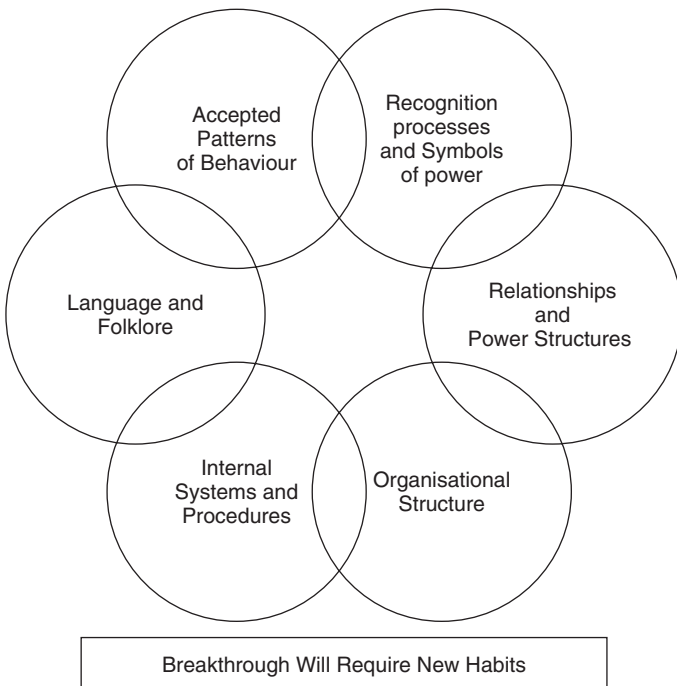 Accepted
Patterns
of Behaviour
Recognition
processes
and Symbols
of power
Language and
Folklore
Relationships
and
Power Structures
Internal
Systems and
Procedures
Organisational
Structure
Breakthrough Will Require New Habits